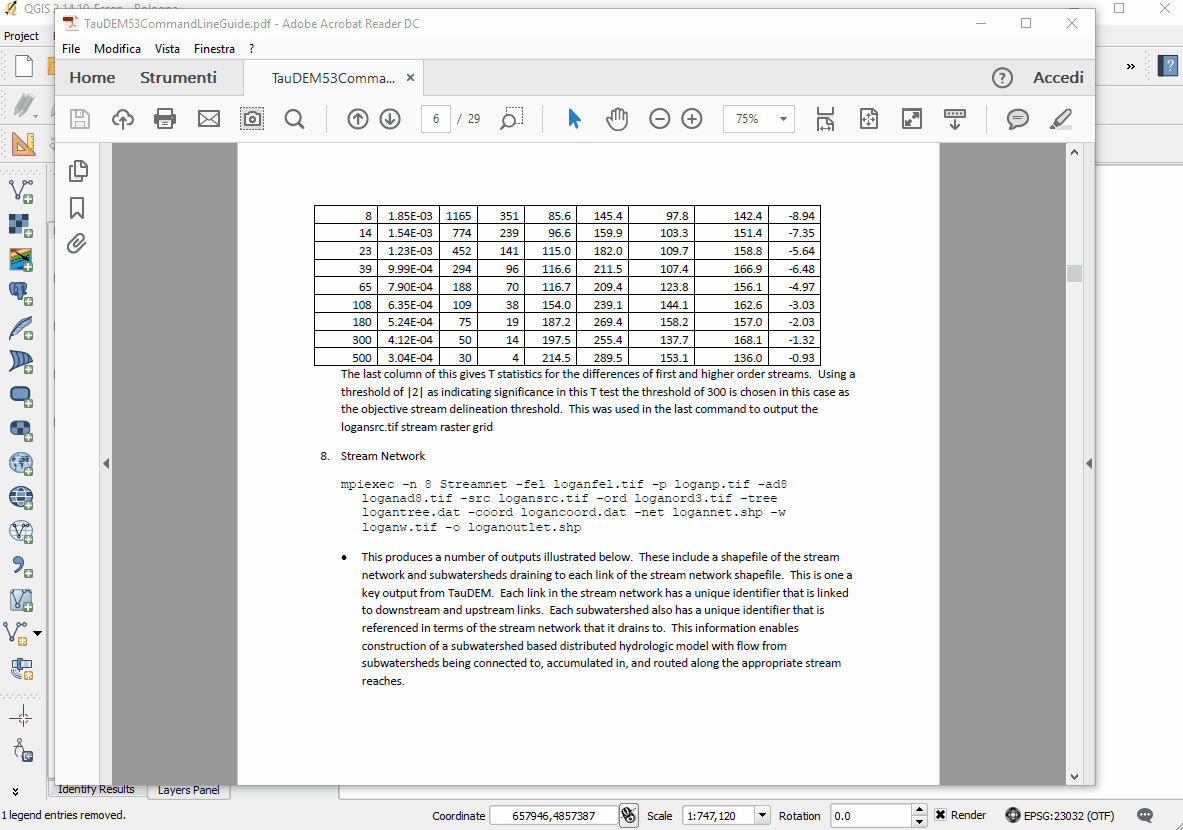 QGIS 2.14.19-Essen - Bologna
TauDEM53CommandLineGuide.pdf - Adobe Acrobat Reader DC
Project
File Modifica Vista Finestra ?
Home Strumenti TauDEM53Comma... × ? Accedi
6 / 29 75%
8 1.85E-03 1165 351 85.6 145.4 97.8 142.4 -8.94
14 1.54E-03 774 239 96.6 159.9 103.3 151.4 -7.35
23 1.23E-03 452 141 115.0 182.0 109.7 158.8 -5.64
39 9.99E-04 294 96 116.6 211.5 107.4 166.9 -6.48
65 7.90E-04 188 70 116.7 209.4 123.8 156.1 -4.97
108 6.35E-04 109 38 154.0 239.1 144.1 162.6 -3.03
180 5.24E-04 75 19 187.2 269.4 158.2 157.0 -2.03
300 4.12E-04 50 14 197.5 255.4 137.7 168.1 -1.32
500 3.04E-04 30 4 214.5 289.5 153.1 136.0 -0.93
The last column of this gives T statistics for the differences of first and higher order streams. Using a
threshold of |2| as indicating significance in this T test the threshold of 300 is chosen in this case as
the objective stream delineation threshold. This was used in the last command to output the
logansrc.tif stream raster grid
8. Stream Network
mpiexec -n 8 Streamnet -fel loganfel.tif -p loganp.tif -ad8
loganad8.tif -src logansrc.tif -ord loganord3.tif -tree
logantree.dat -coord logancoord.dat -net logannet.shp -w
loganw.tif -o loganoutlet.shp
• This produces a number of outputs illustrated below. These include a shapefile of the stream
network and subwatersheds draining to each link of the stream network shapefile. This is one a
key output from TauDEM. Each link in the stream network has a unique identifier that is linked
to downstream and upstream links. Each subwatershed also has a unique identifier that is
referenced in terms of the stream network that it drains to. This information enables
construction of a subwatershed based distributed hydrologic model with flow from
subwatersheds being connected to, accumulated in, and routed along the appropriate stream
reaches.
Identify Results Layers Panel
1 legend entries removed. Coordinate 657946,4857387 Scale 1:747,120 Rotation 0.0 Render EPSG:23032 (OTF)